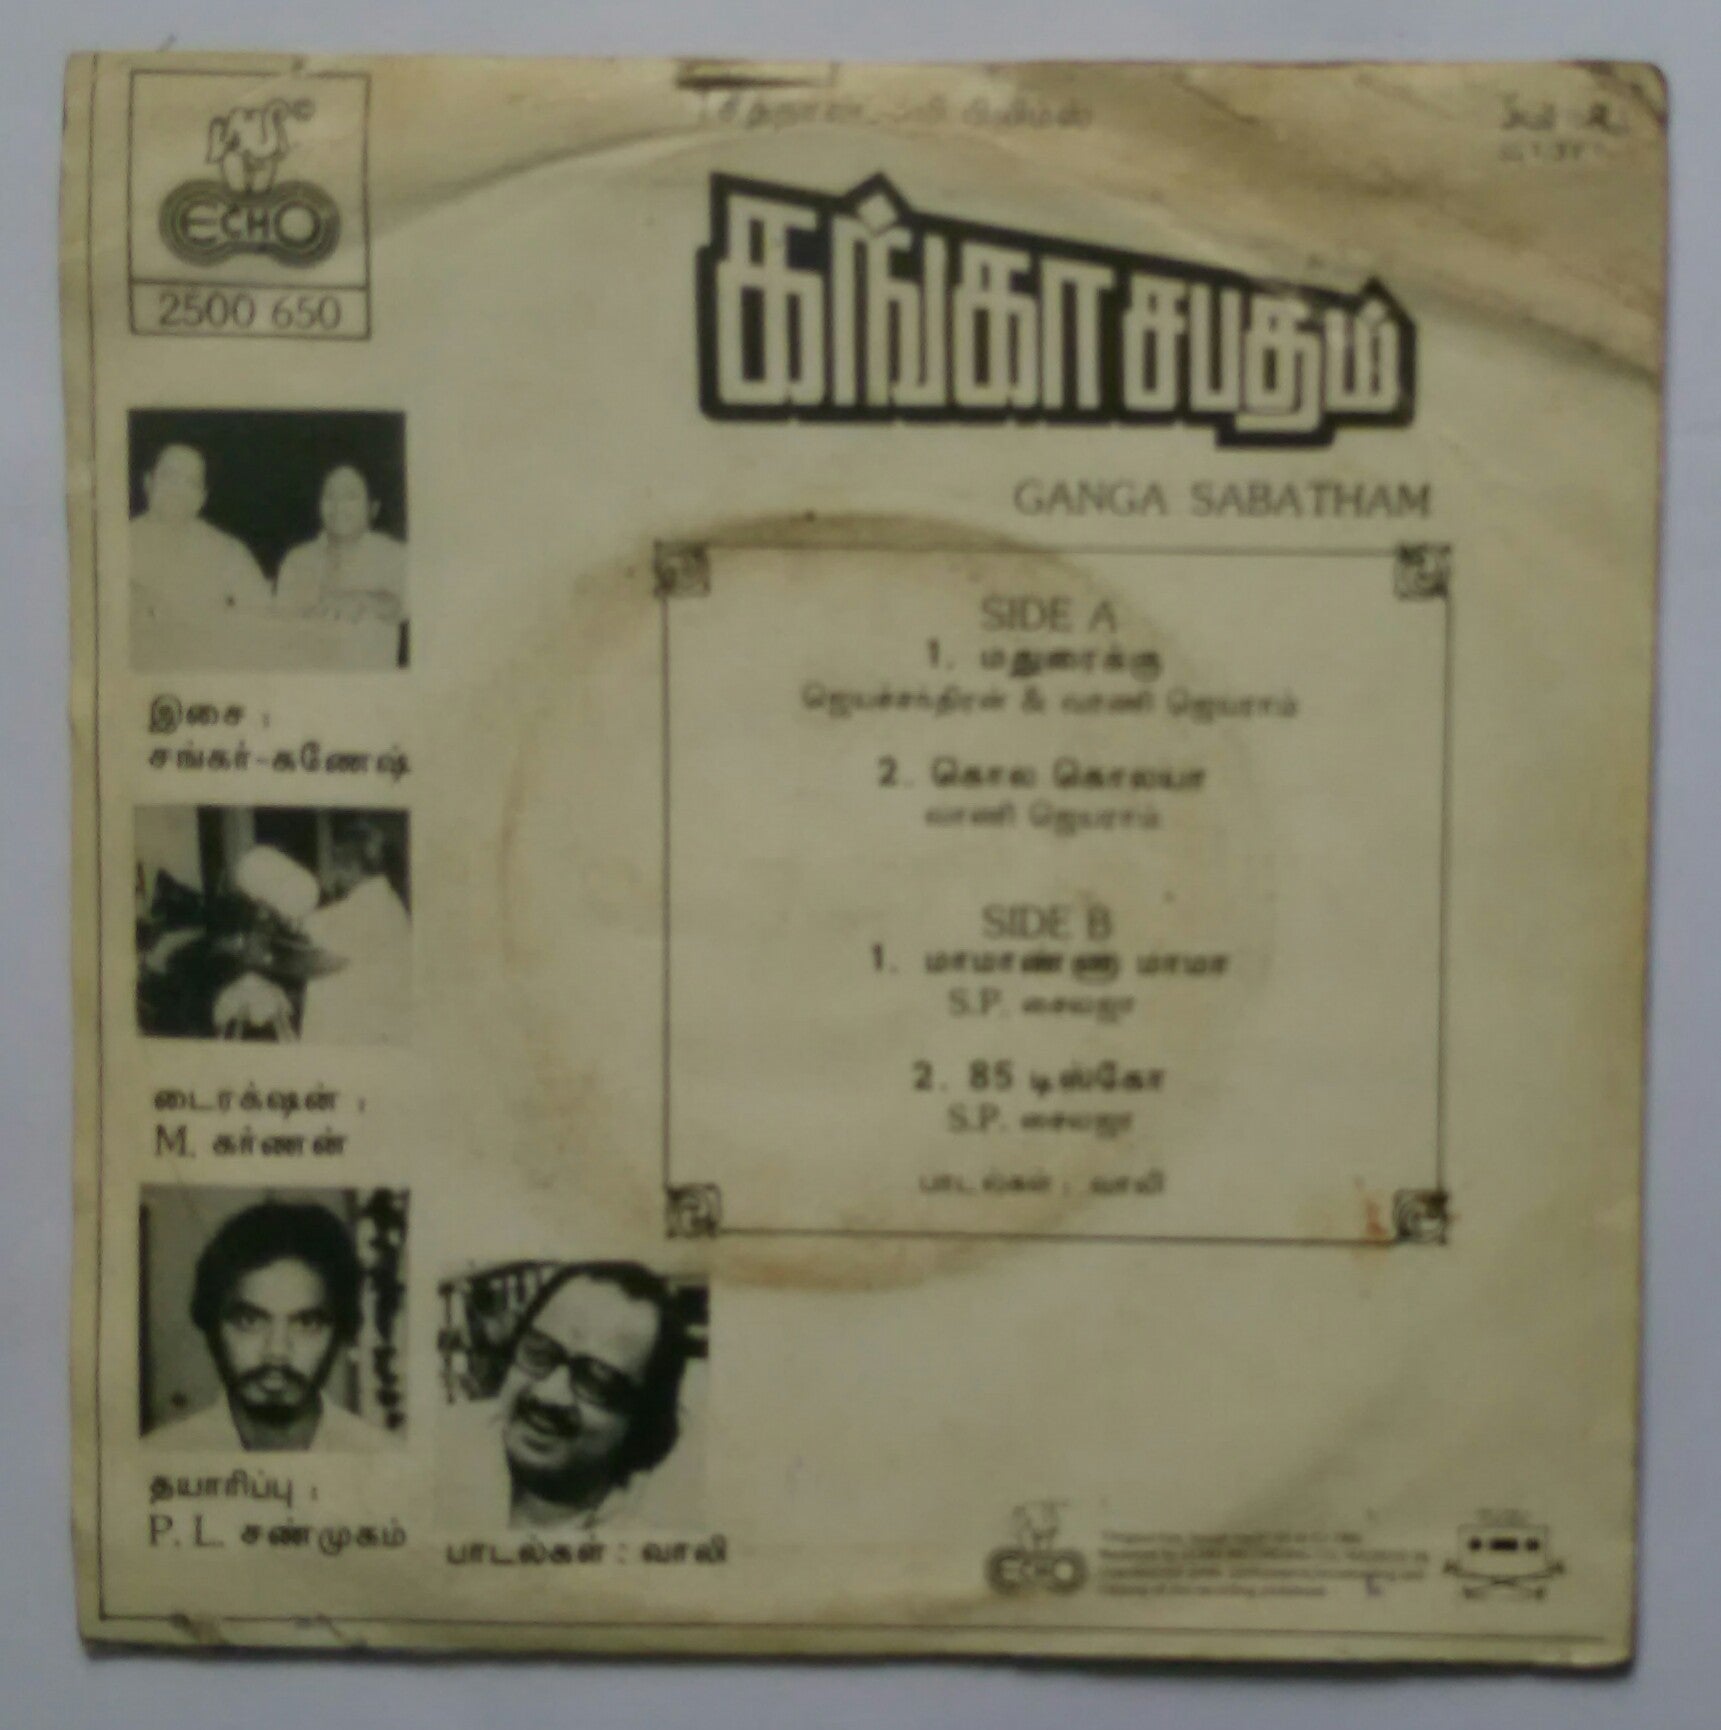 ECHO
2500 650
கங்கா சபதம்
GANGA SABATHAM
SIDE A
1. மதுரைக்கு
ஜெயச்சந்திரன் & வாணி ஜெயராம்
2. கொல கொலயா
வாணி ஜெயராம்
SIDE B
1. மாமாண்ணு மாமா
S.P. சைலஜா
2. 85 டிஸ்கோ
S.P. சைலஜா
பாடல்கள் : வாலி
இசை :
சங்கர்-கணேஷ்
டைரக்ஷன் :
M. கர்ணன்
தயாரிப்பு :
P. L. சண்முகம்
பாடல்கள் : வாலி
ECHO